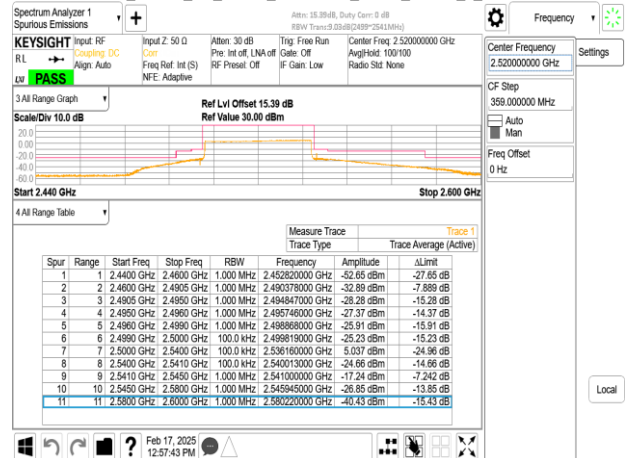 Spectrum Analyzer 1
Spurious Emissions
Attn: 15.39dB, Duty Corr: 0 dB
RBW Trans:9.03dB(2499~2541MHz)
Frequency
KEYSIGHT
RL
PASS
Input: RF
Coupling: DC
Align: Auto
Input Z: 50 Ω
Corr
Freq Ref: Int (S)
NFE: Adaptive
Atten: 30 dB
Pre: Int off, LNA off
RF Preset: Off
Trig: Free Run
Gate: Off
IF Gain: Low
Center Freq: 2.520000000 GHz
Avg|Hold: 100/100
Radio Std: None
Center Frequency
2.520000000 GHz
Settings
CF Step
359.000000 MHz
Auto
Man
Freq Offset
0 Hz
3 All Range Graph
Scale/Div 10.0 dB
Ref Lvl Offset 15.39 dB
Ref Value 30.00 dBm
20.0
0.00
-20.0
-40.0
-60.0
Start 2.440 GHz
Stop 2.600 GHz
4 All Range Table
Measure Trace Trace 1
Trace Type Trace Average (Active)
Spur Range Start Freq Stop Freq RBW Frequency Amplitude ΔLimit
1 1 2.4400 GHz 2.4600 GHz 1.000 MHz 2.452820000 GHz -52.65 dBm -27.65 dB
2 2 2.4600 GHz 2.4905 GHz 1.000 MHz 2.490378000 GHz -32.89 dBm -7.889 dB
3 3 2.4905 GHz 2.4950 GHz 1.000 MHz 2.494847000 GHz -28.28 dBm -15.28 dB
4 4 2.4950 GHz 2.4960 GHz 1.000 MHz 2.495746000 GHz -27.37 dBm -14.37 dB
5 5 2.4960 GHz 2.4990 GHz 1.000 MHz 2.498868000 GHz -25.91 dBm -15.91 dB
6 6 2.4990 GHz 2.5000 GHz 100.0 kHz 2.499819000 GHz -25.23 dBm -15.23 dB
7 7 2.5000 GHz 2.5400 GHz 100.0 kHz 2.536160000 GHz 5.037 dBm -24.96 dB
8 8 2.5400 GHz 2.5410 GHz 100.0 kHz 2.540013000 GHz -24.66 dBm -14.66 dB
9 9 2.5410 GHz 2.5450 GHz 1.000 MHz 2.541000000 GHz -17.24 dBm -7.242 dB
10 10 2.5450 GHz 2.5800 GHz 1.000 MHz 2.545945000 GHz -26.85 dBm -13.85 dB
11 11 2.5800 GHz 2.6000 GHz 1.000 MHz 2.580220000 GHz -40.43 dBm -15.43 dB
Local
Feb 17, 2025
12:57:43 PM